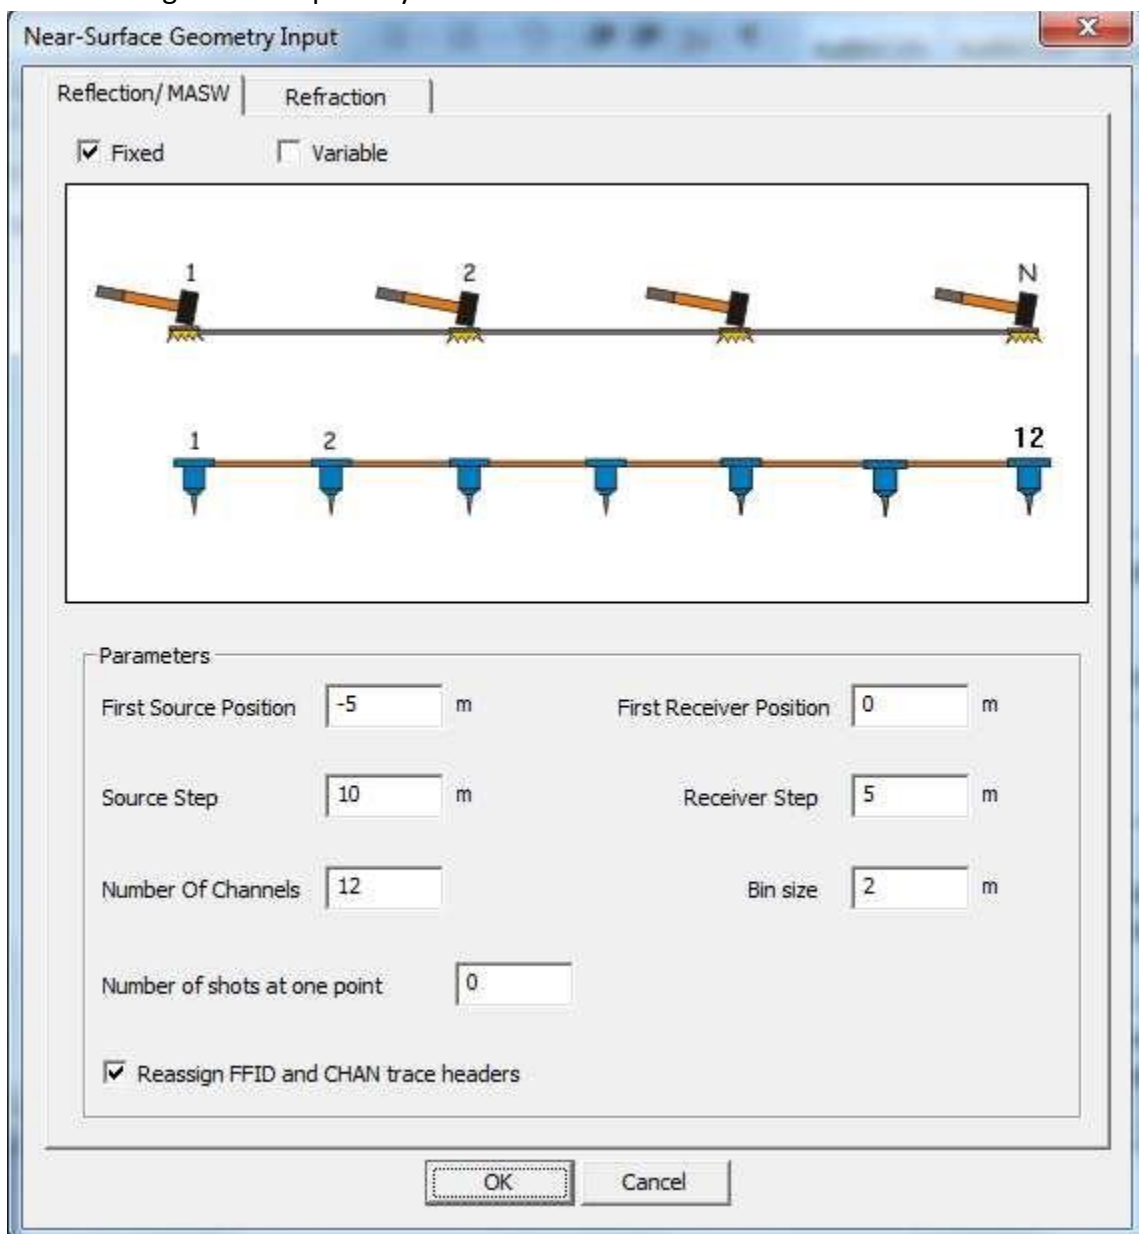 Near-Surface Geometry Input
Reflection/ MASW Refraction
Fixed Variable
1 2 N
1 2 12
Parameters
First Source Position -5 m First Receiver Position 0 m
Source Step 10 m Receiver Step 5 m
Number Of Channels 12 Bin size 2 m
Number of shots at one point 0
Reassign FFID and CHAN trace headers
OK Cancel